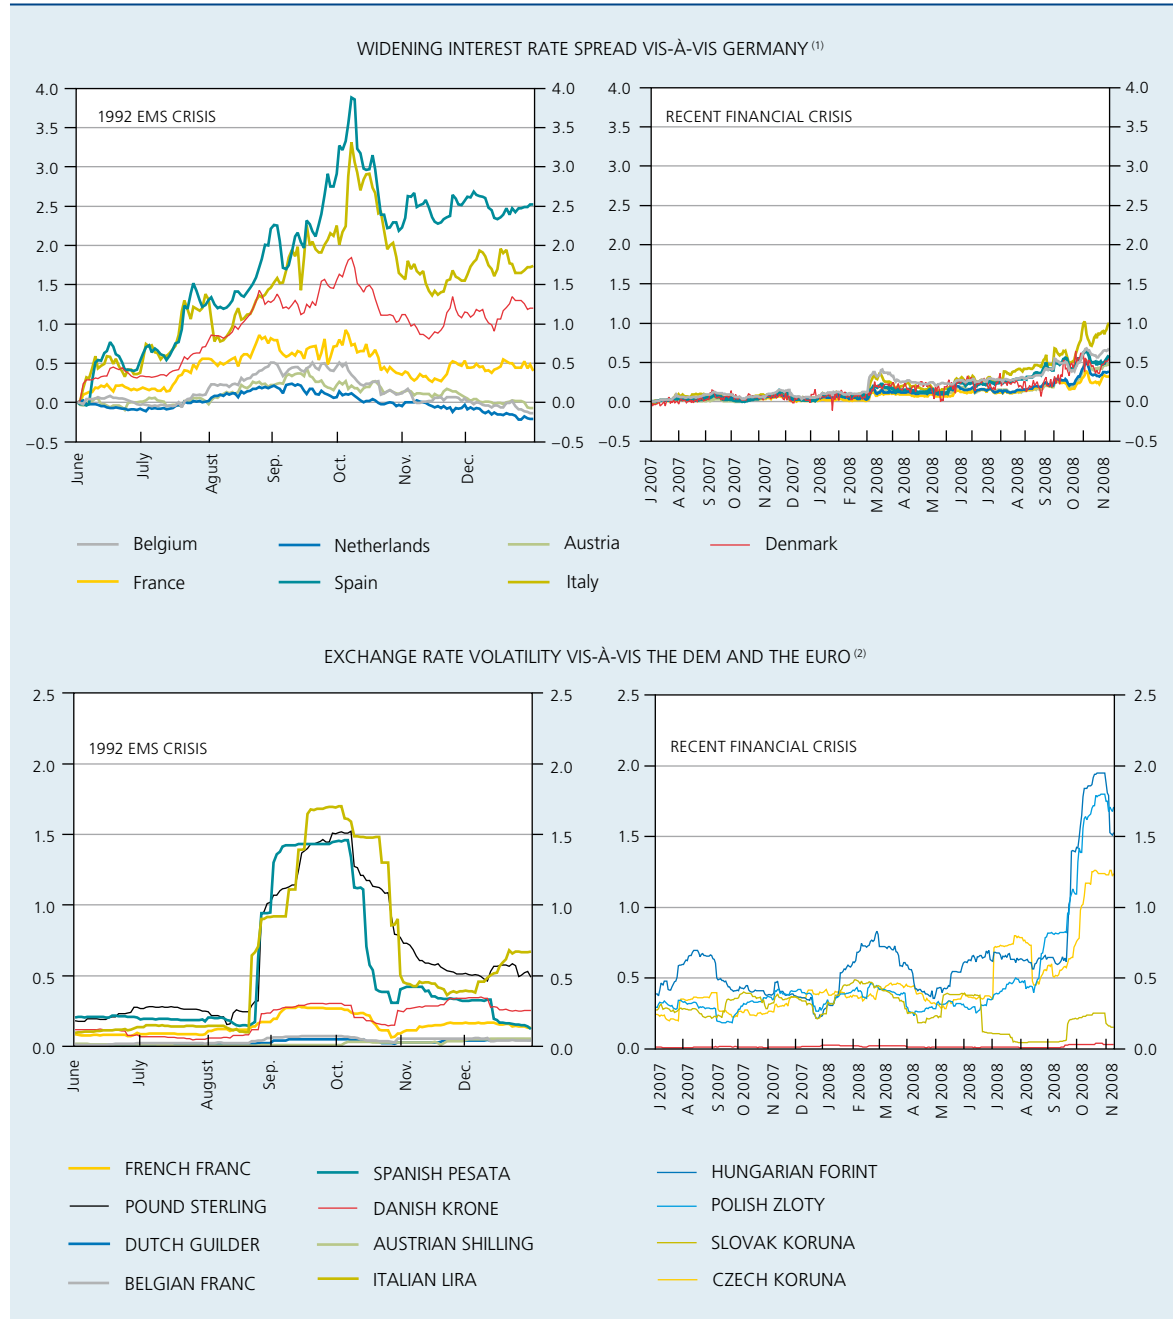 WIDENING INTEREST RATE SPREAD VIS-À-VIS GERMANY (1)
1992 EMS CRISIS
4.0 4.0
3.5 3.5
3.0 3.0
2.5 2.5
2.0 2.0
1.5 1.5
1.0 1.0
0.5 0.5
0.0 0.0
−0.5 −0.5
June July Agust Sep. Oct. Nov. Dec.
RECENT FINANCIAL CRISIS
4.0 4.0
3.5 3.5
3.0 3.0
2.5 2.5
2.0 2.0
1.5 1.5
1.0 1.0
0.5 0.5
0.0 0.0
−0.5 −0.5
J 2007 A 2007 S 2007 O 2007 N 2007 D 2007 J 2008 F 2008 M 2008 A 2008 M 2008 J 2008 J 2008 A 2008 S 2008 O 2008 N 2008
Belgium Netherlands Austria Denmark
France Spain Italy
EXCHANGE RATE VOLATILITY VIS-À-VIS THE DEM AND THE EURO (2)
1992 EMS CRISIS
2.5 2.5
2.0 2.0
1.5 1.5
1.0 1.0
0.5 0.5
0.0 0.0
June July August Sep. Oct. Nov. Dec.
RECENT FINANCIAL CRISIS
2.5 2.5
2.0 2.0
1.5 1.5
1.0 1.0
0.5 0.5
0.0 0.0
J 2007 A 2007 S 2007 O 2007 N 2007 D 2007 J 2008 F 2008 M 2008 A 2008 M 2008 J 2008 J 2008 A 2008 S 2008 O 2008 N 2008
FRENCH FRANC SPANISH PESATA HUNGARIAN FORINT
POUND STERLING DANISH KRONE POLISH ZLOTY
DUTCH GUILDER AUSTRIAN SHILLING SLOVAK KORUNA
BELGIAN FRANC ITALIAN LIRA CZECH KORUNA